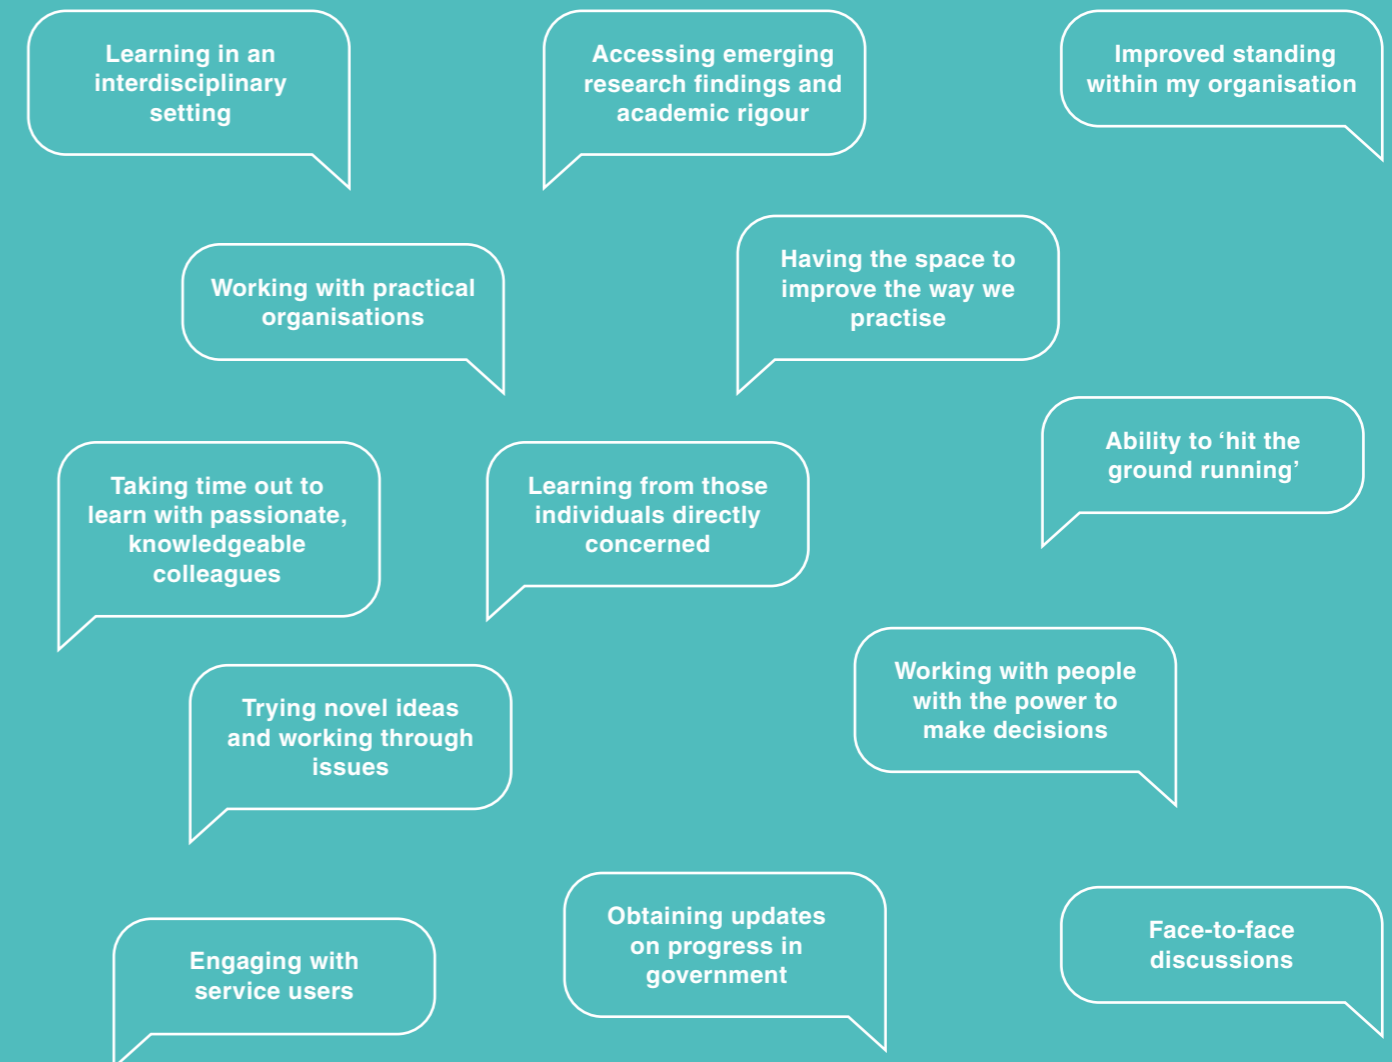 Learning in an
interdisciplinary
setting
Accessing emerging
research findings and
academic rigour
Improved standing
within my organisation
Working with practical
organisations
Having the space to
improve the way we
practise
Ability to ‘hit the
ground running’
Taking time out to
learn with passionate,
knowledgeable
colleagues
Learning from those
individuals directly
concerned
Working with people
with the power to
make decisions
Trying novel ideas
and working through
issues
Obtaining updates
on progress in
government
Face-to-face
discussions
Engaging with
service users